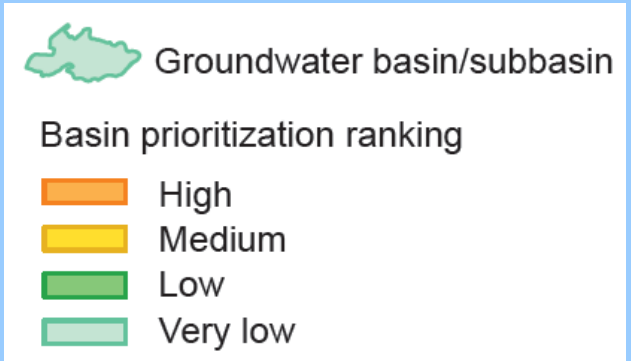 Groundwater basin/subbasin
Basin prioritization ranking
High
Medium
Low
Very low